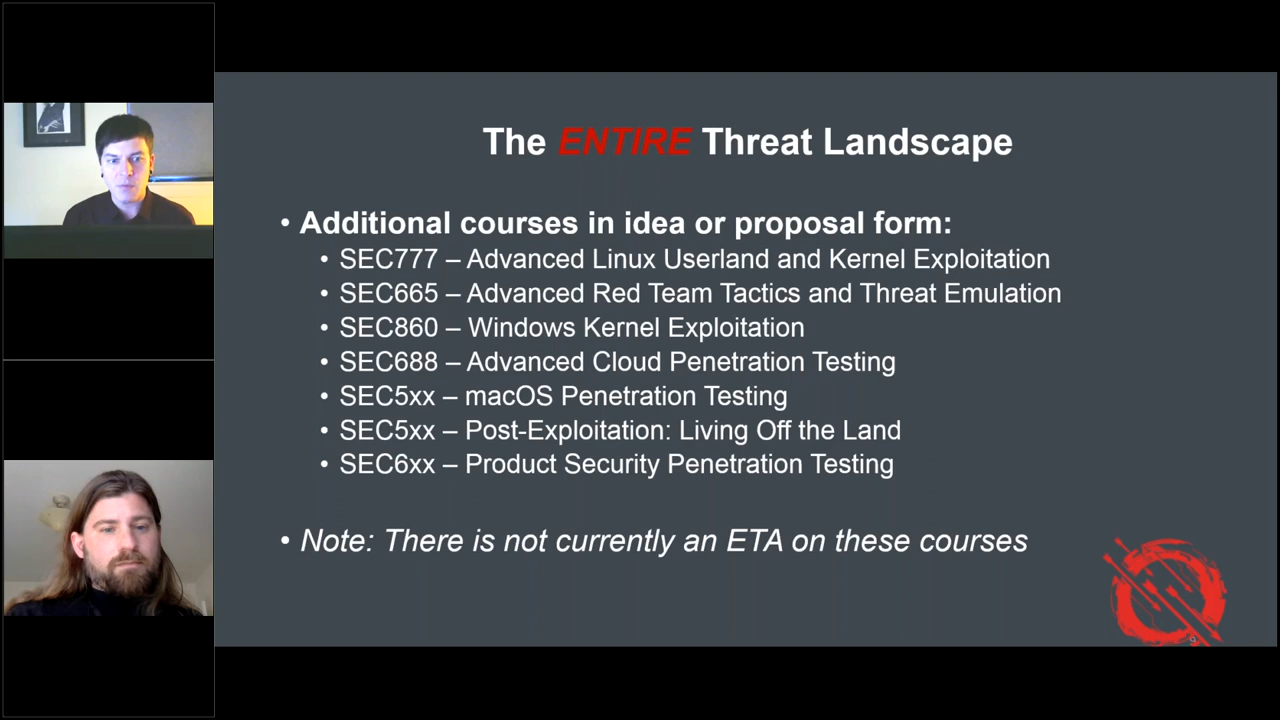 The ENTIRE Threat Landscape
• Additional courses in idea or proposal form:
• SEC777 – Advanced Linux Userland and Kernel Exploitation
• SEC665 – Advanced Red Team Tactics and Threat Emulation
• SEC860 – Windows Kernel Exploitation
• SEC688 – Advanced Cloud Penetration Testing
• SEC5xx – macOS Penetration Testing
• SEC5xx – Post-Exploitation: Living Off the Land
• SEC6xx – Product Security Penetration Testing
• Note: There is not currently an ETA on these courses